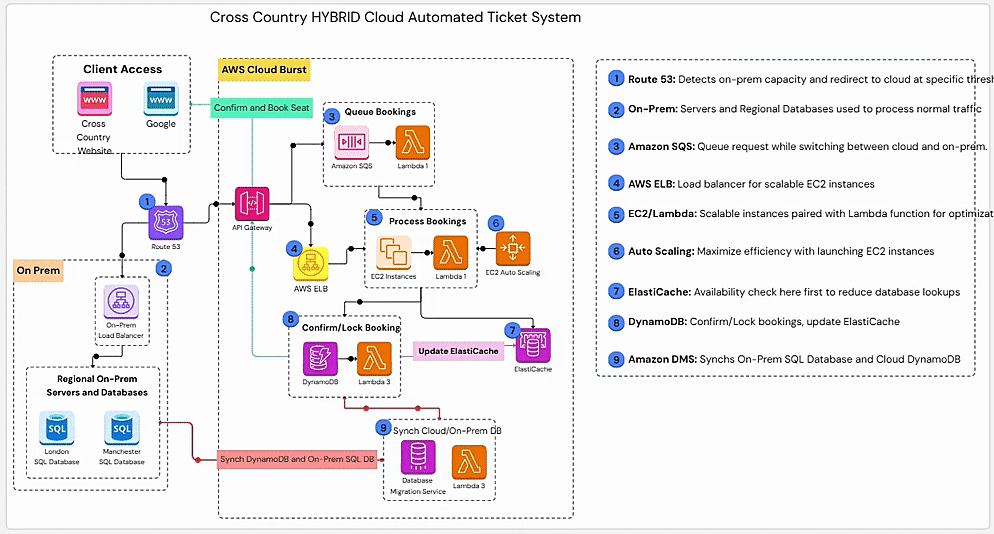 Cross Country HYBRID Cloud Automated Ticket System
Client Access
www
www
Cross
Country
Website
Google
1
53
Route 53
On Prem
2
On-Prem
Load Balancer
Regional On-Prem
Servers and Databases
SQL
SQL
London
SQL Database
Manchester
SQL Database
AWS Cloud Burst
Confirm and Book Seat
API Gateway
3
Queue Bookings
Amazon SQS
Lambda 1
4
AWS ELB
5
Process Bookings
EC2 Instances
Lambda 1
6
EC2 Auto Scaling
8
Confirm/Lock Booking
DynamoDB
Lambda 3
Update ElastiCache
7
ElastiCache
9
Synch Cloud/On-Prem DB
Database
Migration Service
Lambda 3
Synch DynamoDB and On-Prem SQL DB
1 Route 53: Detects on-prem capacity and redirect to cloud at specific thresh
2 On-Prem: Servers and Regional Databases used to process normal traffic
3 Amazon SQS: Queue request while switching between cloud and on-prem.
4 AWS ELB: Load balancer for scalable EC2 instances
5 EC2/Lambda: Scalable instances paired with Lambda function for optimizat
6 Auto Scaling: Maximize efficiency with launching EC2 instances
7 ElastiCache: Availability check here first to reduce database lookups
8 DynamoDB: Confirm/Lock bookings, update ElastiCache
9 Amazon DMS: Synchs On-Prem SQL Database and Cloud DynamoDB